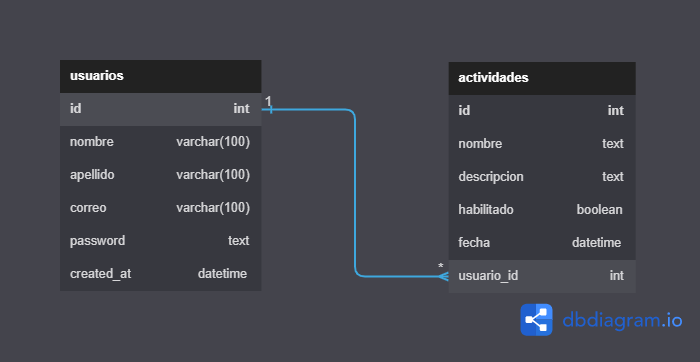 usuarios
id int
nombre varchar(100)
apellido varchar(100)
correo varchar(100)
password text
created_at datetime
1
*
actividades
id int
nombre text
descripcion text
habilitado boolean
fecha datetime
usuario_id int
dbdiagram.io